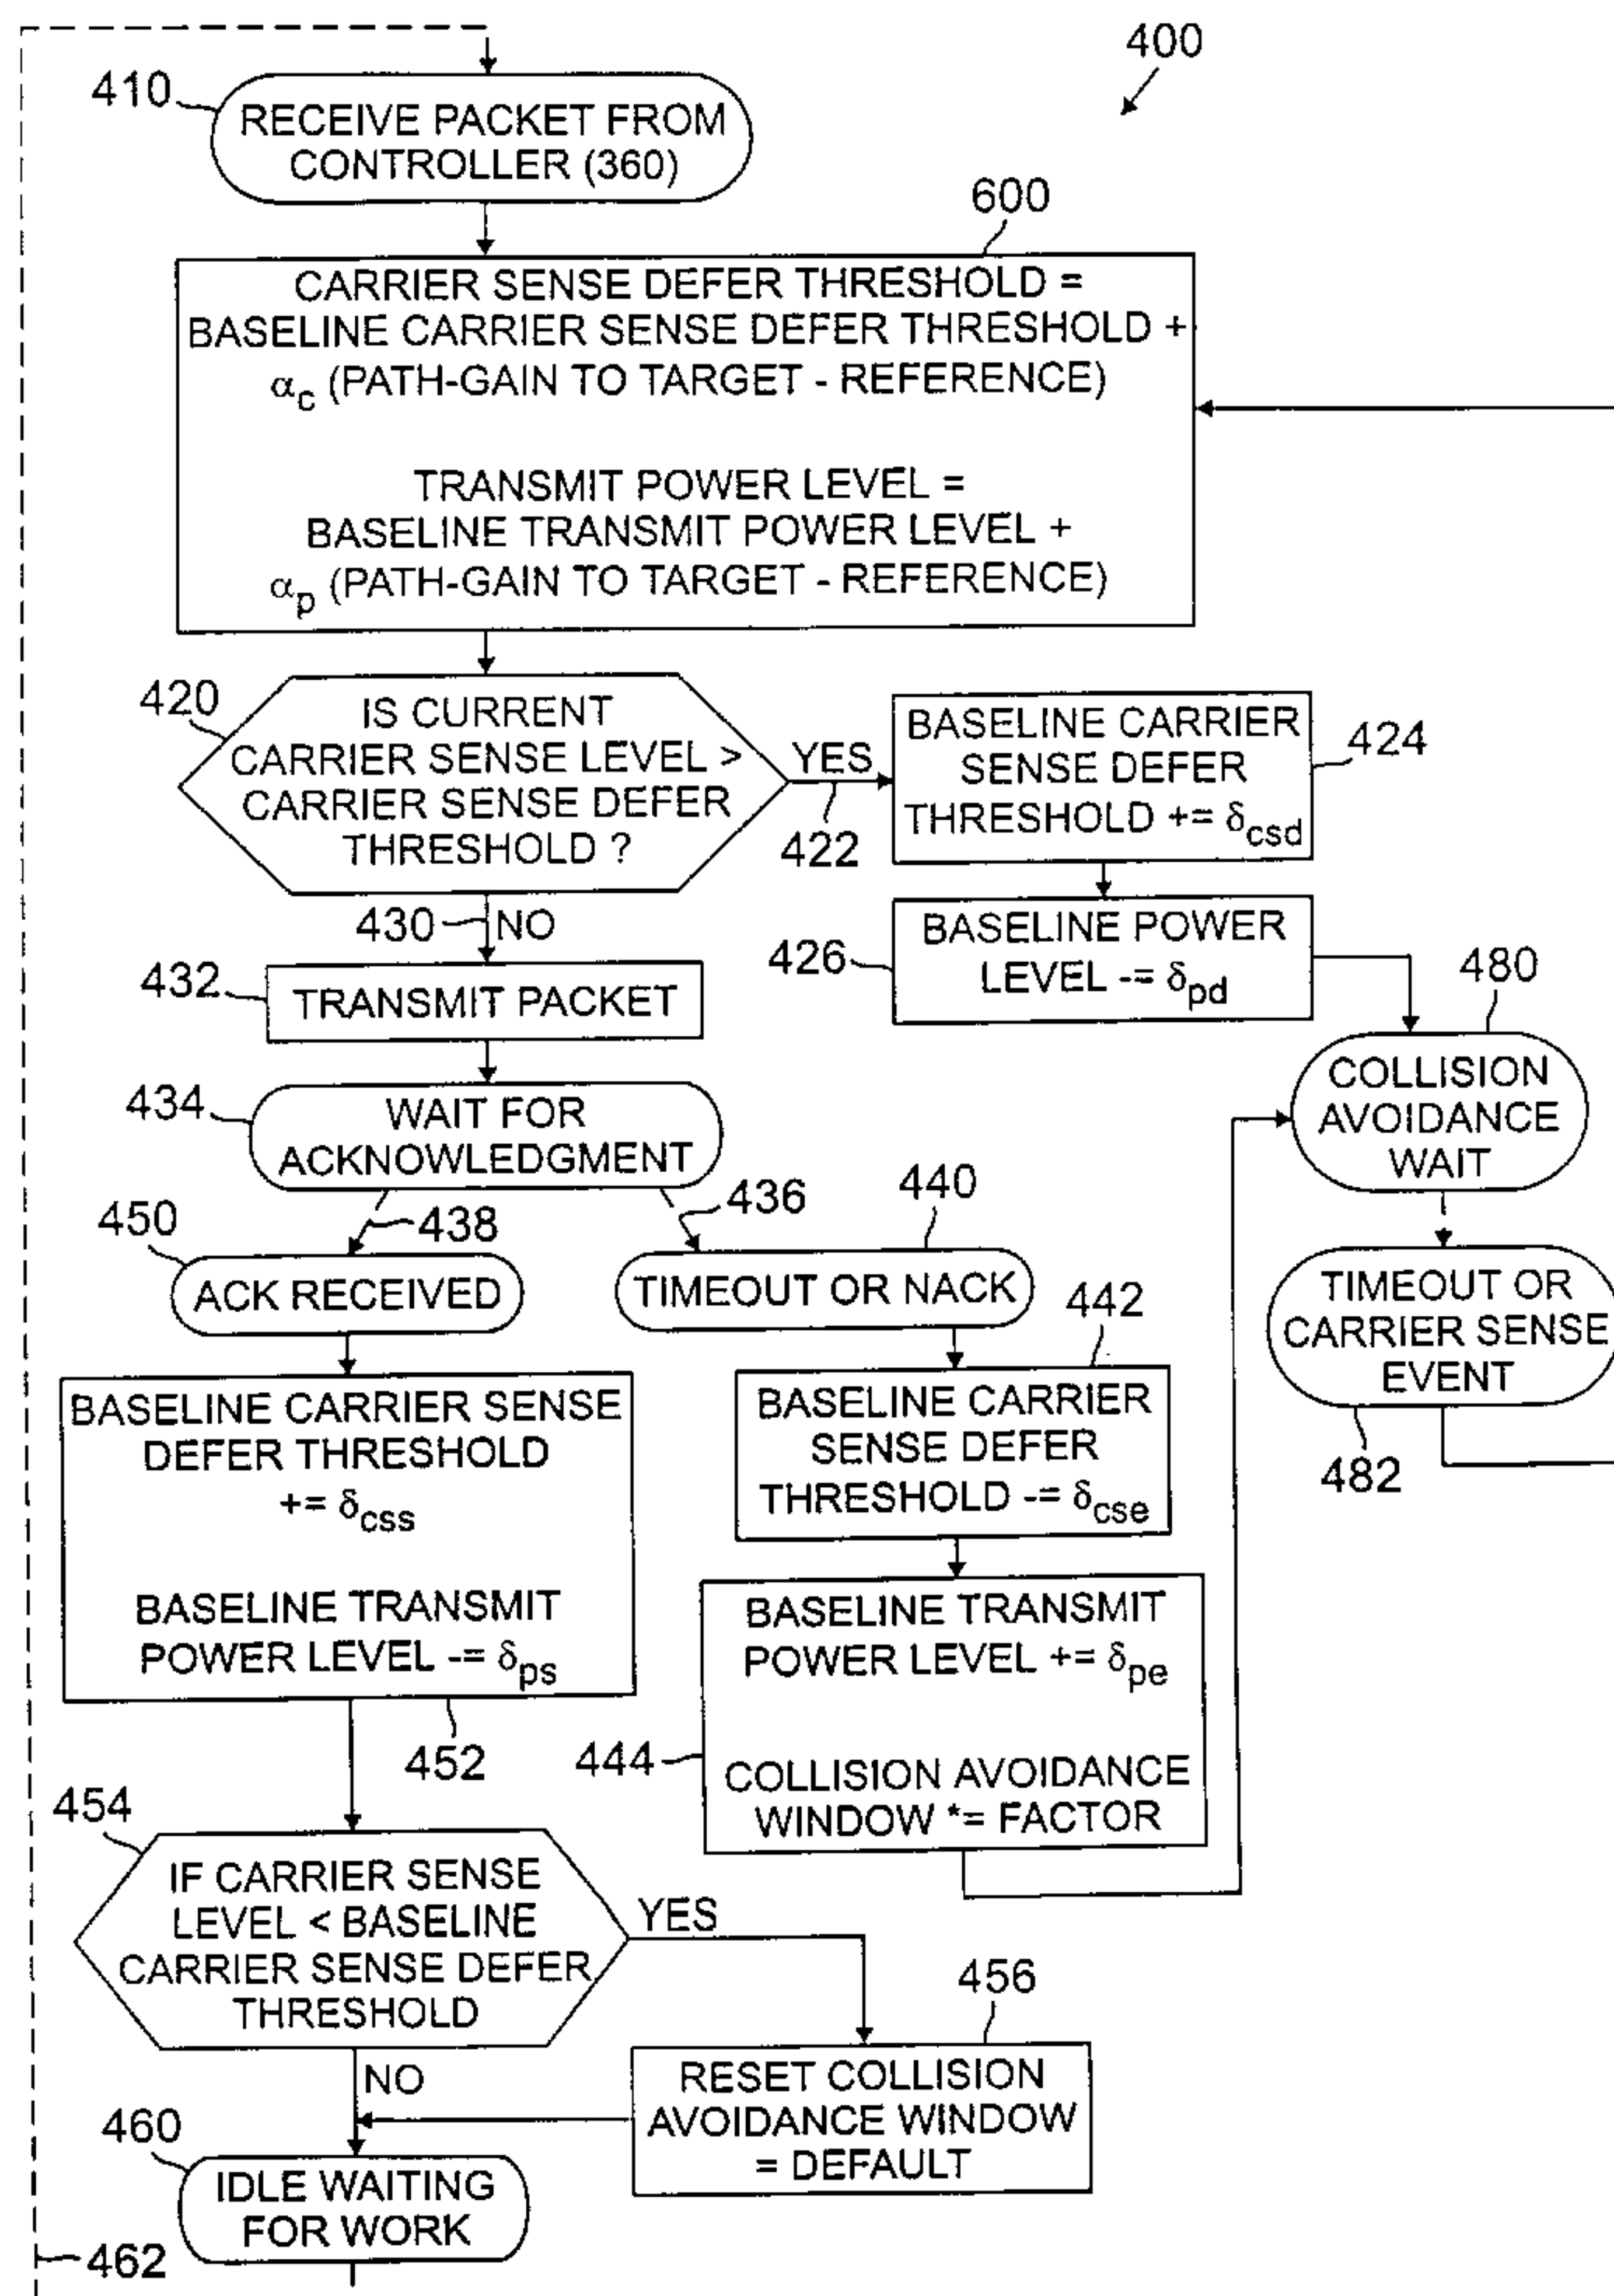 400
410
RECEIVE PACKET FROM
CONTROLLER (360)
600
CARRIER SENSE DEFER THRESHOLD =
BASELINE CARRIER SENSE DEFER THRESHOLD +
αc (PATH-GAIN TO TARGET - REFERENCE)
TRANSMIT POWER LEVEL =
BASELINE TRANSMIT POWER LEVEL +
αp (PATH-GAIN TO TARGET - REFERENCE)
420
IS CURRENT
CARRIER SENSE LEVEL >
CARRIER SENSE DEFER
THRESHOLD ?
YES
422
BASELINE CARRIER
SENSE DEFER
THRESHOLD += δcsd
424
430
NO
426
BASELINE POWER
LEVEL -= δpd
432
TRANSMIT PACKET
480
COLLISION
AVOIDANCE
WAIT
434
WAIT FOR
ACKNOWLEDGMENT
438
436
450
ACK RECEIVED
440
TIMEOUT OR NACK
TIMEOUT OR
CARRIER SENSE
EVENT
482
442
BASELINE CARRIER
SENSE DEFER
THRESHOLD -= δcse
BASELINE CARRIER SENSE
DEFER THRESHOLD
+= δcss
BASELINE TRANSMIT
POWER LEVEL -= δps
452
444
BASELINE TRANSMIT
POWER LEVEL += δpe
COLLISION AVOIDANCE
WINDOW *= FACTOR
454
IF CARRIER SENSE
LEVEL < BASELINE
CARRIER SENSE DEFER
THRESHOLD
YES
NO
456
RESET COLLISION
AVOIDANCE WINDOW
= DEFAULT
460
IDLE WAITING
FOR WORK
462